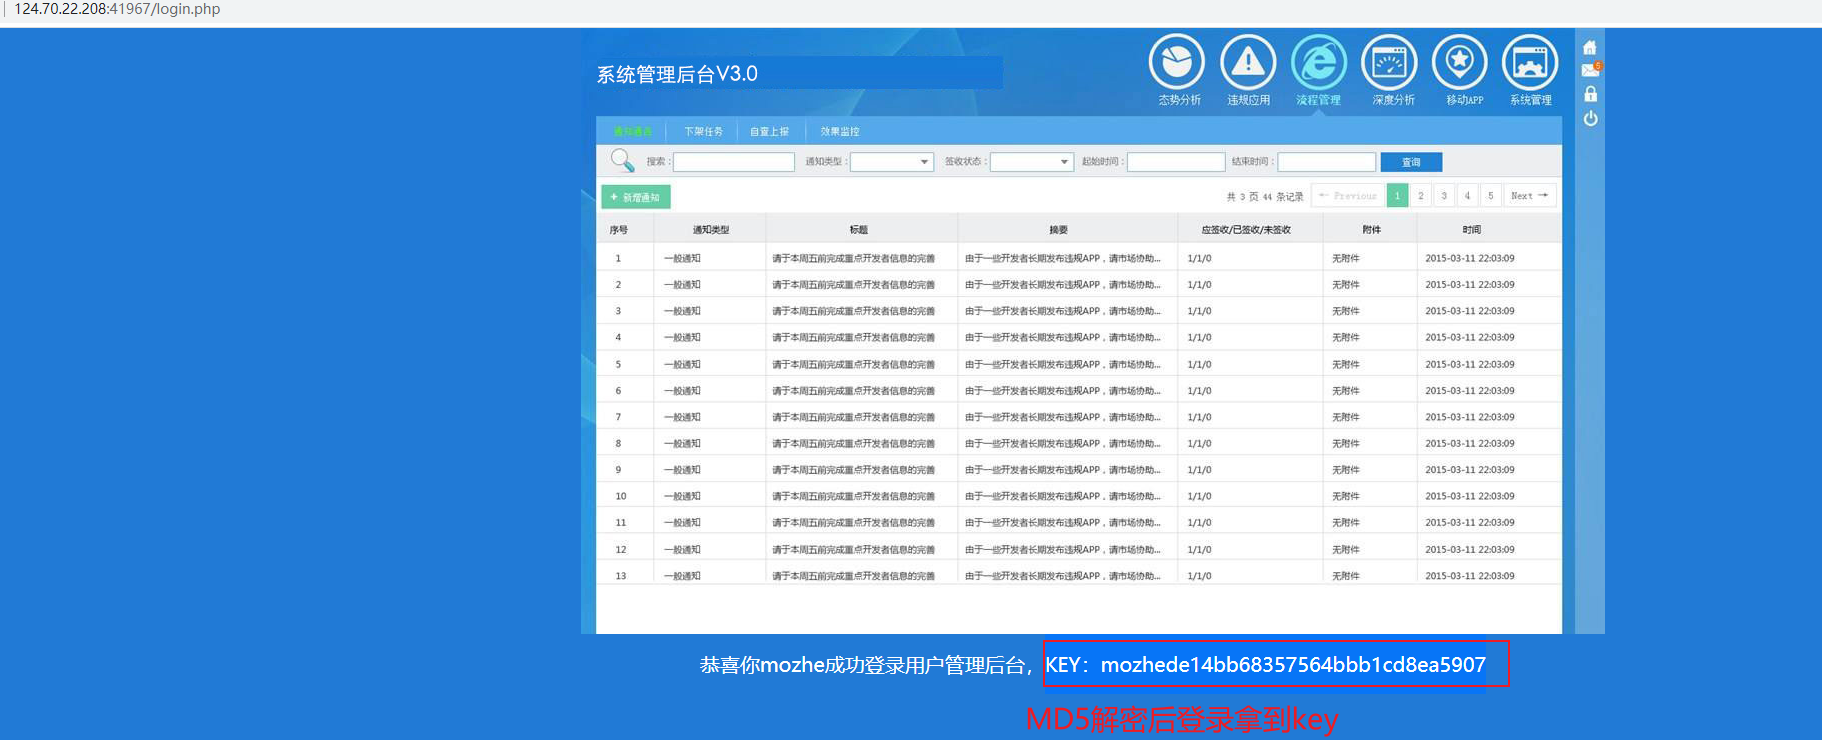 124.70.22.208:41967/login.php
系统管理后台V3.0
态势分析 违规应用 流程管理 深度分析 移动APP 系统管理
5
通知通告 下架任务 自查上报 效果监控
搜索： 通知类型： 签收状态： 起始时间： 结束时间： 查询
+ 新增通知 共 3 页 44 条记录 ← Previous 1 2 3 4 5 Next →
序号 通知类型 标题 摘要 应签收/已签收/未签收 附件 时间
1 一般通知 请于本周五前完成重点开发者信息的完善 由于一些开发者长期发布违规APP，请市场协助... 1/1/0 无附件 2015-03-11 22:03:09
2 一般通知 请于本周五前完成重点开发者信息的完善 由于一些开发者长期发布违规APP，请市场协助... 1/1/0 无附件 2015-03-11 22:03:09
3 一般通知 请于本周五前完成重点开发者信息的完善 由于一些开发者长期发布违规APP，请市场协助... 1/1/0 无附件 2015-03-11 22:03:09
4 一般通知 请于本周五前完成重点开发者信息的完善 由于一些开发者长期发布违规APP，请市场协助... 1/1/0 无附件 2015-03-11 22:03:09
5 一般通知 请于本周五前完成重点开发者信息的完善 由于一些开发者长期发布违规APP，请市场协助... 1/1/0 无附件 2015-03-11 22:03:09
6 一般通知 请于本周五前完成重点开发者信息的完善 由于一些开发者长期发布违规APP，请市场协助... 1/1/0 无附件 2015-03-11 22:03:09
7 一般通知 请于本周五前完成重点开发者信息的完善 由于一些开发者长期发布违规APP，请市场协助... 1/1/0 无附件 2015-03-11 22:03:09
8 一般通知 请于本周五前完成重点开发者信息的完善 由于一些开发者长期发布违规APP，请市场协助... 1/1/0 无附件 2015-03-11 22:03:09
9 一般通知 请于本周五前完成重点开发者信息的完善 由于一些开发者长期发布违规APP，请市场协助... 1/1/0 无附件 2015-03-11 22:03:09
10 一般通知 请于本周五前完成重点开发者信息的完善 由于一些开发者长期发布违规APP，请市场协助... 1/1/0 无附件 2015-03-11 22:03:09
11 一般通知 请于本周五前完成重点开发者信息的完善 由于一些开发者长期发布违规APP，请市场协助... 1/1/0 无附件 2015-03-11 22:03:09
12 一般通知 请于本周五前完成重点开发者信息的完善 由于一些开发者长期发布违规APP，请市场协助... 1/1/0 无附件 2015-03-11 22:03:09
13 一般通知 请于本周五前完成重点开发者信息的完善 由于一些开发者长期发布违规APP，请市场协助... 1/1/0 无附件 2015-03-11 22:03:09
恭喜你mozhe成功登录用户管理后台，KEY：mozhede14bb68357564bbb1cd8ea5907
MD5解密后登录拿到key